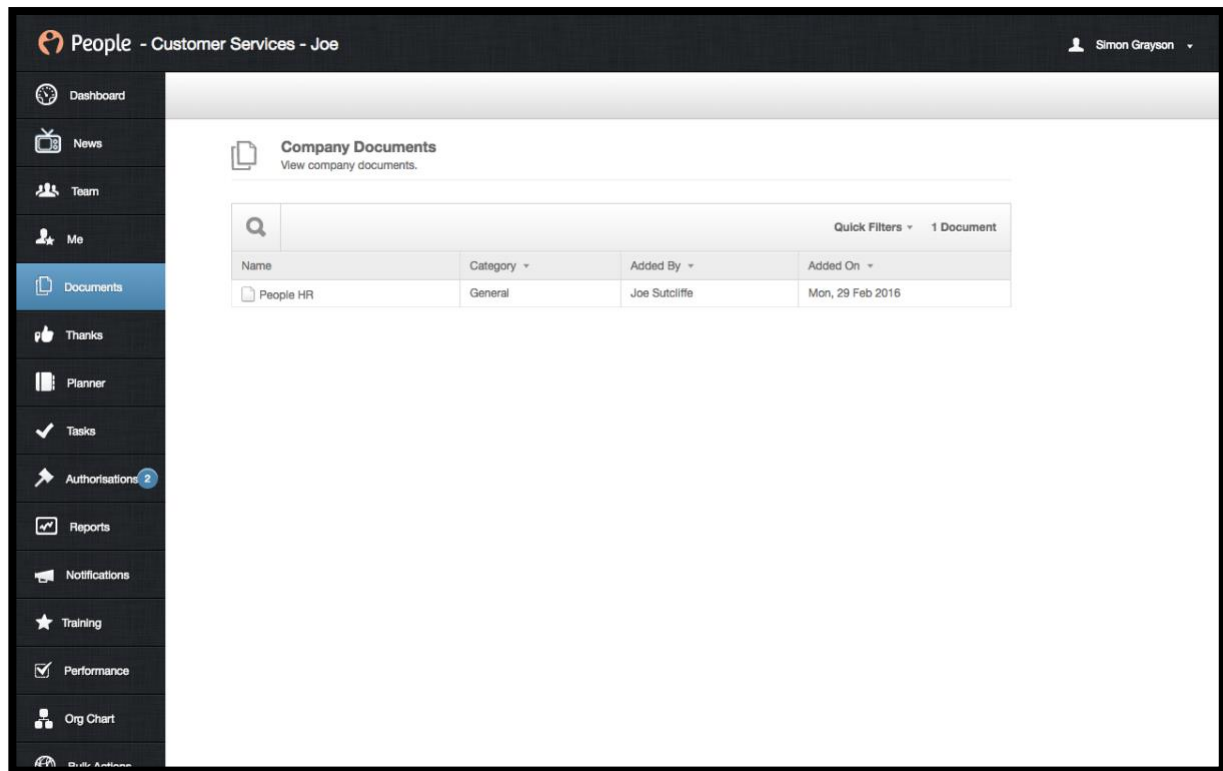 People - Customer Services - Joe
Simon Grayson
Dashboard
News
Team
Me
Documents
Thanks
Planner
Tasks
Authorisations 2
Reports
Notifications
Training
Performance
Org Chart
Bulk Actions
Company Documents
View company documents.
Quick Filters 1 Document
Name Category Added By Added On
People HR General Joe Sutcliffe Mon, 29 Feb 2016